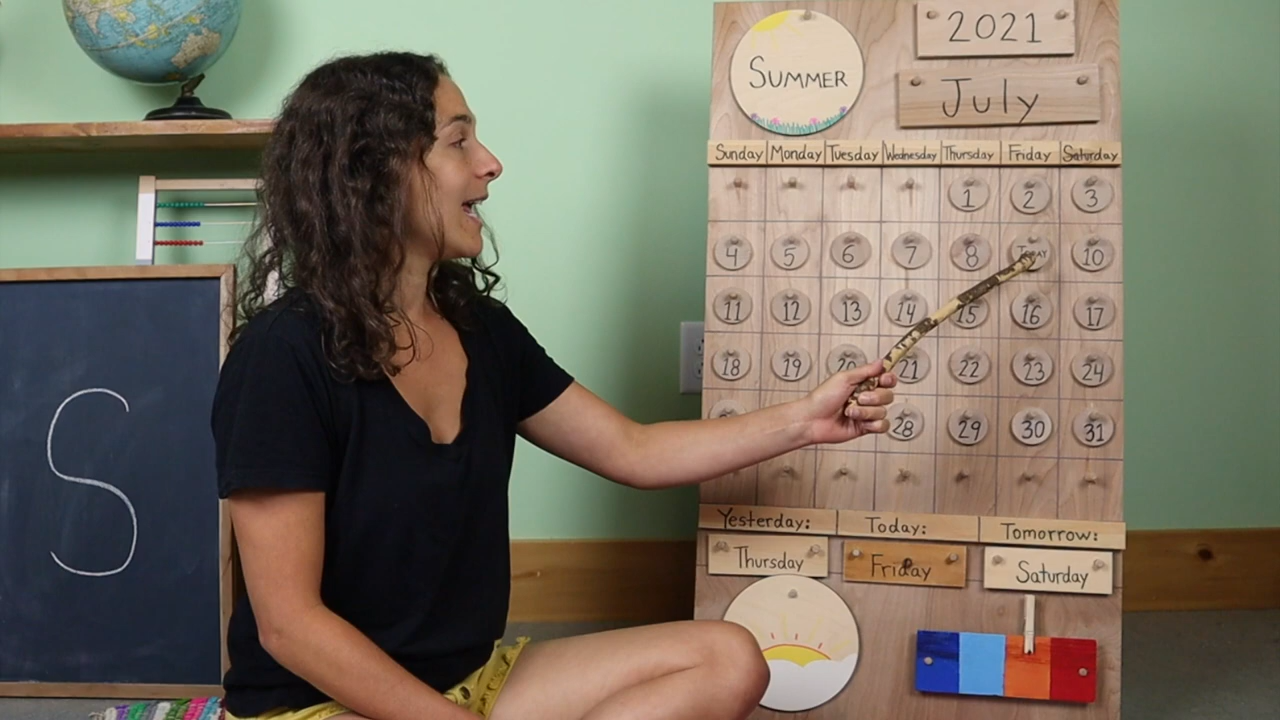 2021
SUMMER
July
Sunday Monday Tuesday Wednesday Thursday Friday Saturday
1 2 3
4 5 6 7 8 TODAY 10
11 12 13 14 15 16 17
18 19 20 21 22 23 24
28 29 30 31
S
Yesterday: Today: Tomorrow:
Thursday Friday Saturday